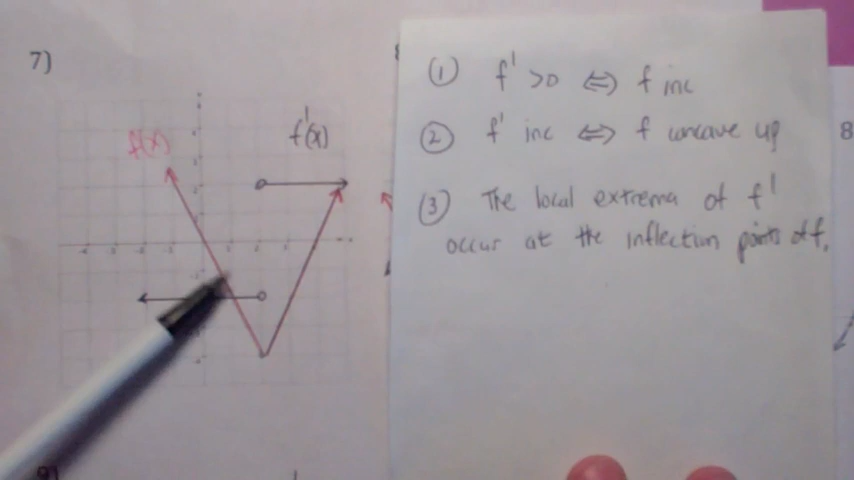 7)
f(x)
f'(x)
① f' >0 ⇔ f inc
② f' inc ⇔ f concave up
③ The local extrema of f'
occur at the inflection points of f.
8
9)